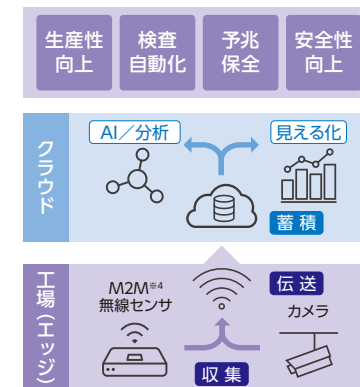 生産性
向上
検査
自動化
予兆
保全
安全性
向上
クラウド
AI／分析
見える化
蓄積
工場（エッジ）
M2M※4
無線センサ
伝送
カメラ
収集